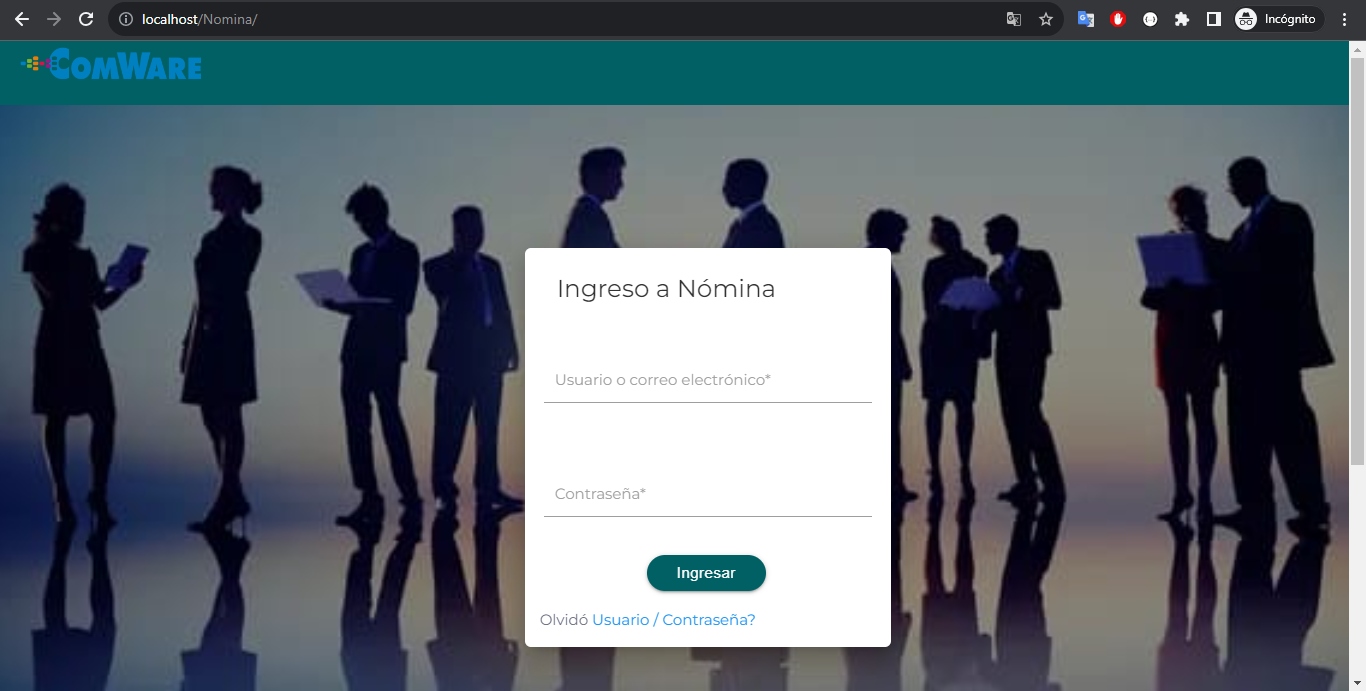 localhost/Nomina/
Incógnito
COMWARE
Ingreso a Nómina
Usuario o correo electrónico*
Contraseña*
Ingresar
Olvidó Usuario / Contraseña?